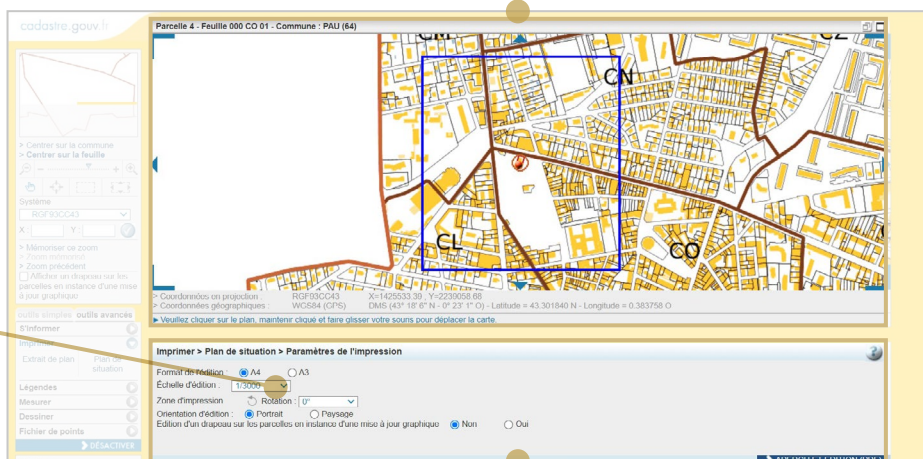 cadastre.gouv.fr
Parcelle 4 - Feuille 000 CO 01 - Commune : PAU (64)
CM
CZ
CN
CL
CO
> Centrer sur la commune
> Centrer sur la feuille
Système
RGF93CC43
X : Y :
> Mémoriser ce zoom
> Zoom mémorisé
> Zoom précédent
Afficher un drapeau sur les
parcelles en instance d'une mise
à jour graphique
> Coordonnées en projection : RGF93CC43 X=1425533.39 ; Y=2239058.68
> Coordonnées géographiques : WGS84 (GPS) DMS (43° 18' 6" N - 0° 23' 1" O) - Latitude = 43.301840 N - Longitude = 0.383758 O
Veuillez cliquer sur le plan, maintenir cliqué et faire glisser votre souris pour déplacer la carte.
outils simples outils avancés
S'informer
Imprimer
Extrait de plan Plan de
situation
Légendes
Mesurer
Dessiner
Fichier de points
DÉSACTIVER
Imprimer > Plan de situation > Paramètres de l'impression
Format de l'édition : A4 A3
Échelle d'édition : 1/3000
Zone d'impression Rotation : 0°
Orientation d'édition : Portrait Paysage
Edition d'un drapeau sur les parcelles en instance d'une mise à jour graphique Non Oui